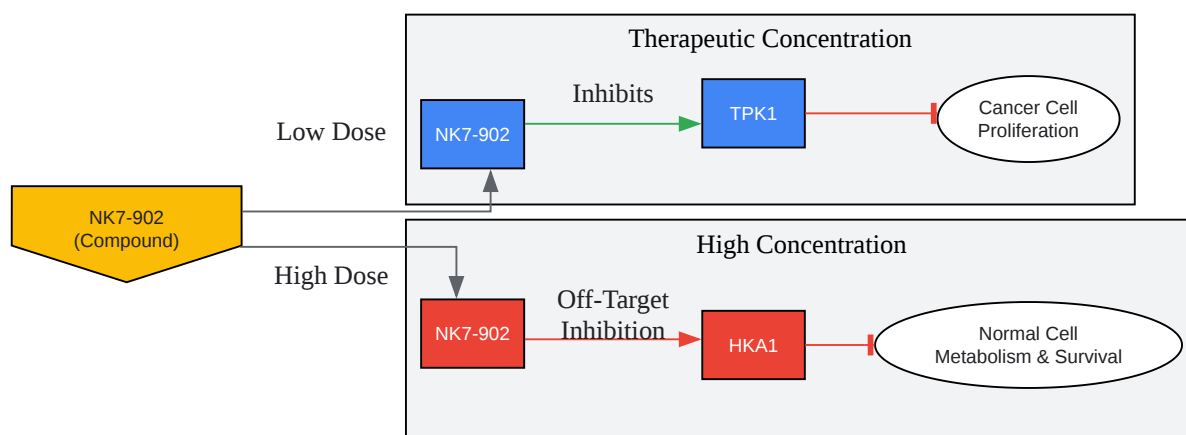 Therapeutic Concentration
Low Dose
NK7-902
Inhibits
TPK1
Cancer Cell
Proliferation
NK7-902
(Compound)
High Concentration
High Dose
NK7-902
Off-Target
Inhibition
HKA1
Normal Cell
Metabolism & Survival